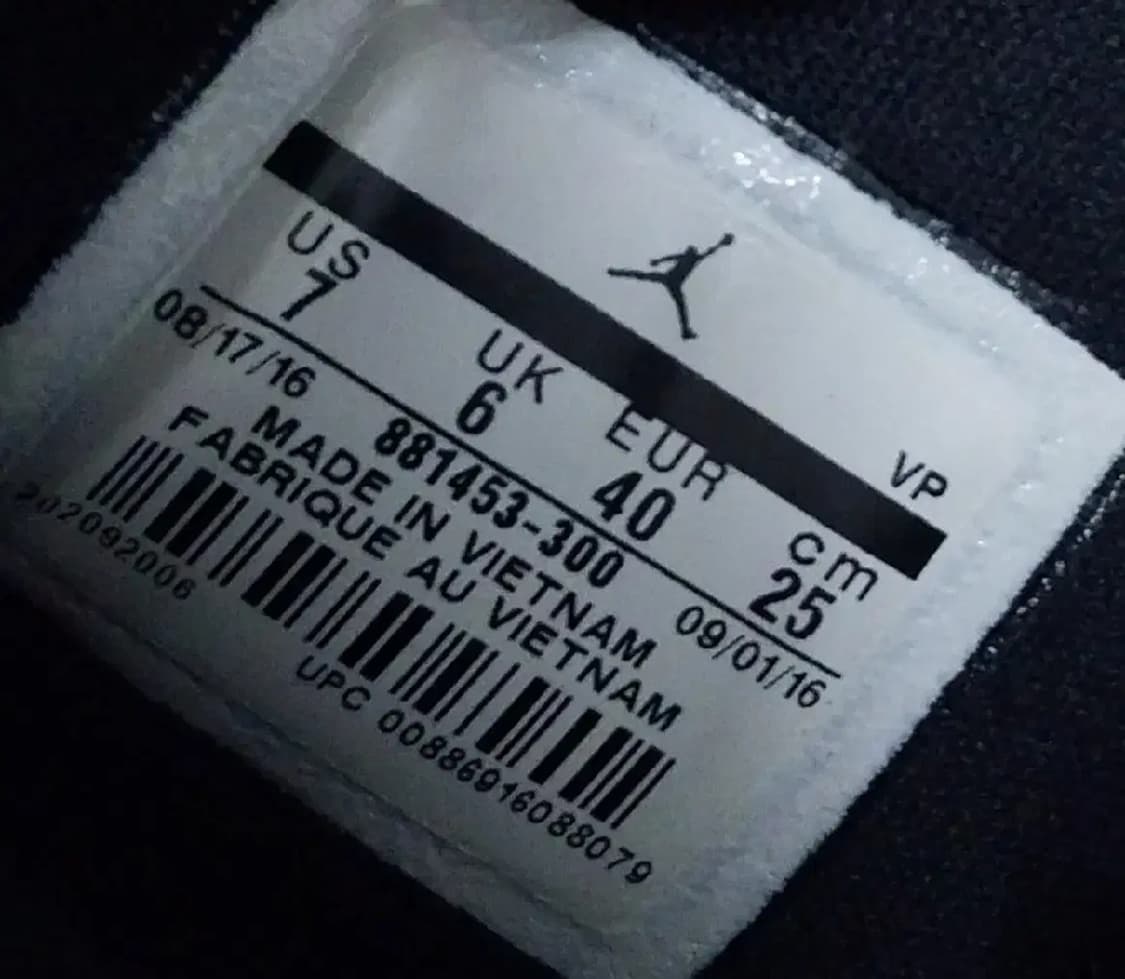 VP
US UK EUR cm
7 6 40 25
08/17/16 881453-300 09/01/16
MADE IN VIETNAM
FABRIQUE AU VIETNAM
202092006
UPC 00886916088079